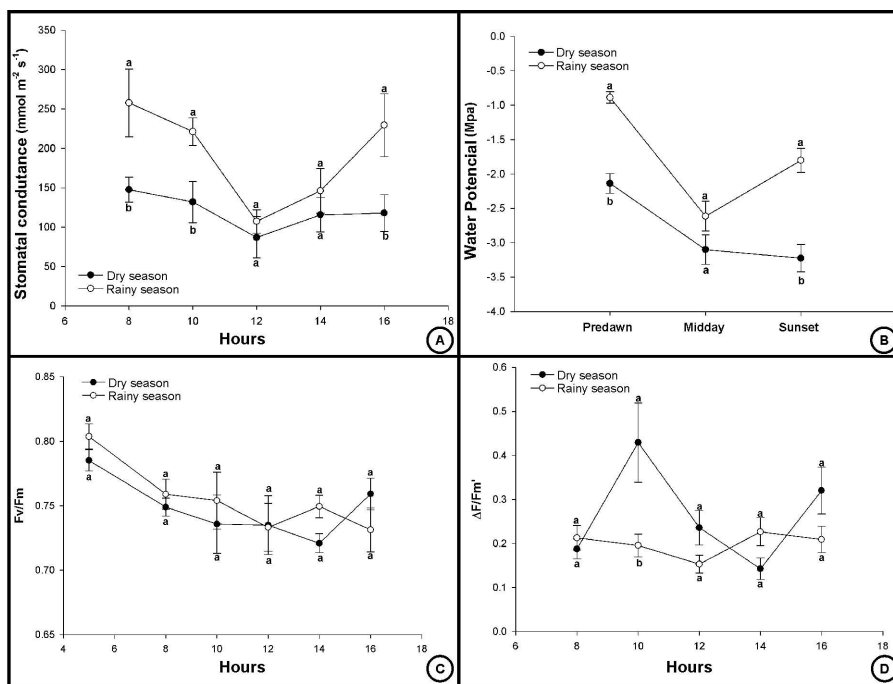 Stomatal condutance (mmol m⁻² s⁻¹)
350
300
250
200
150
100
50
0
a
a
a
a
a
b
b
a
a
b
Dry season
Rainy season
6 8 10 12 14 16 18
Hours
A
Water Potencial (Mpa)
0.0
-0.5
-1.0
-1.5
-2.0
-2.5
-3.0
-3.5
-4.0
Dry season
Rainy season
a
a
a
b
a
b
Predawn Midday Sunset
B
Fv/Fm
0.85
0.80
0.75
0.70
0.65
Dry season
Rainy season
a
a
a
a
a
a
a
a
a
a
a
a
4 6 8 10 12 14 16 18
Hours
C
ΔF/Fm'
0.6
0.5
0.4
0.3
0.2
0.1
0.0
Dry season
Rainy season
a
a
a
a
a
a
b
a
a
a
6 8 10 12 14 16 18
Hours
D